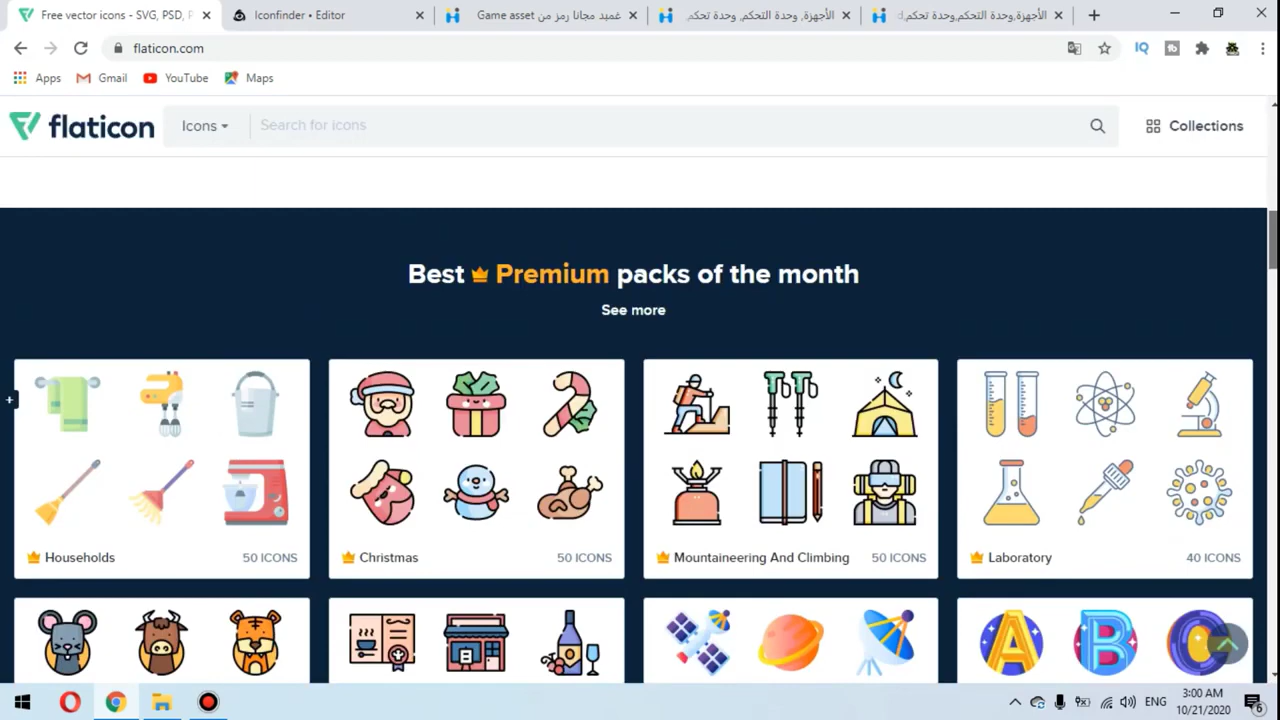 Free vector icons - SVG, PSD, P
Iconfinder • Editor
Game asset غمبد مجانا رمز من
الأجهزة, وحدة التحكم, وحدة تحكم,
الأجهزة,وحدة التحكم,وحدة تحكم,ا
flaticon.com
IQ
Apps
Gmail
YouTube
Maps
flaticon
Icons
Search for icons
Collections
Best Premium packs of the month
See more
Households
50 ICONS
Christmas
50 ICONS
Mountaineering And Climbing
50 ICONS
Laboratory
40 ICONS
A B C
ENG
3:00 AM
10/21/2020
6